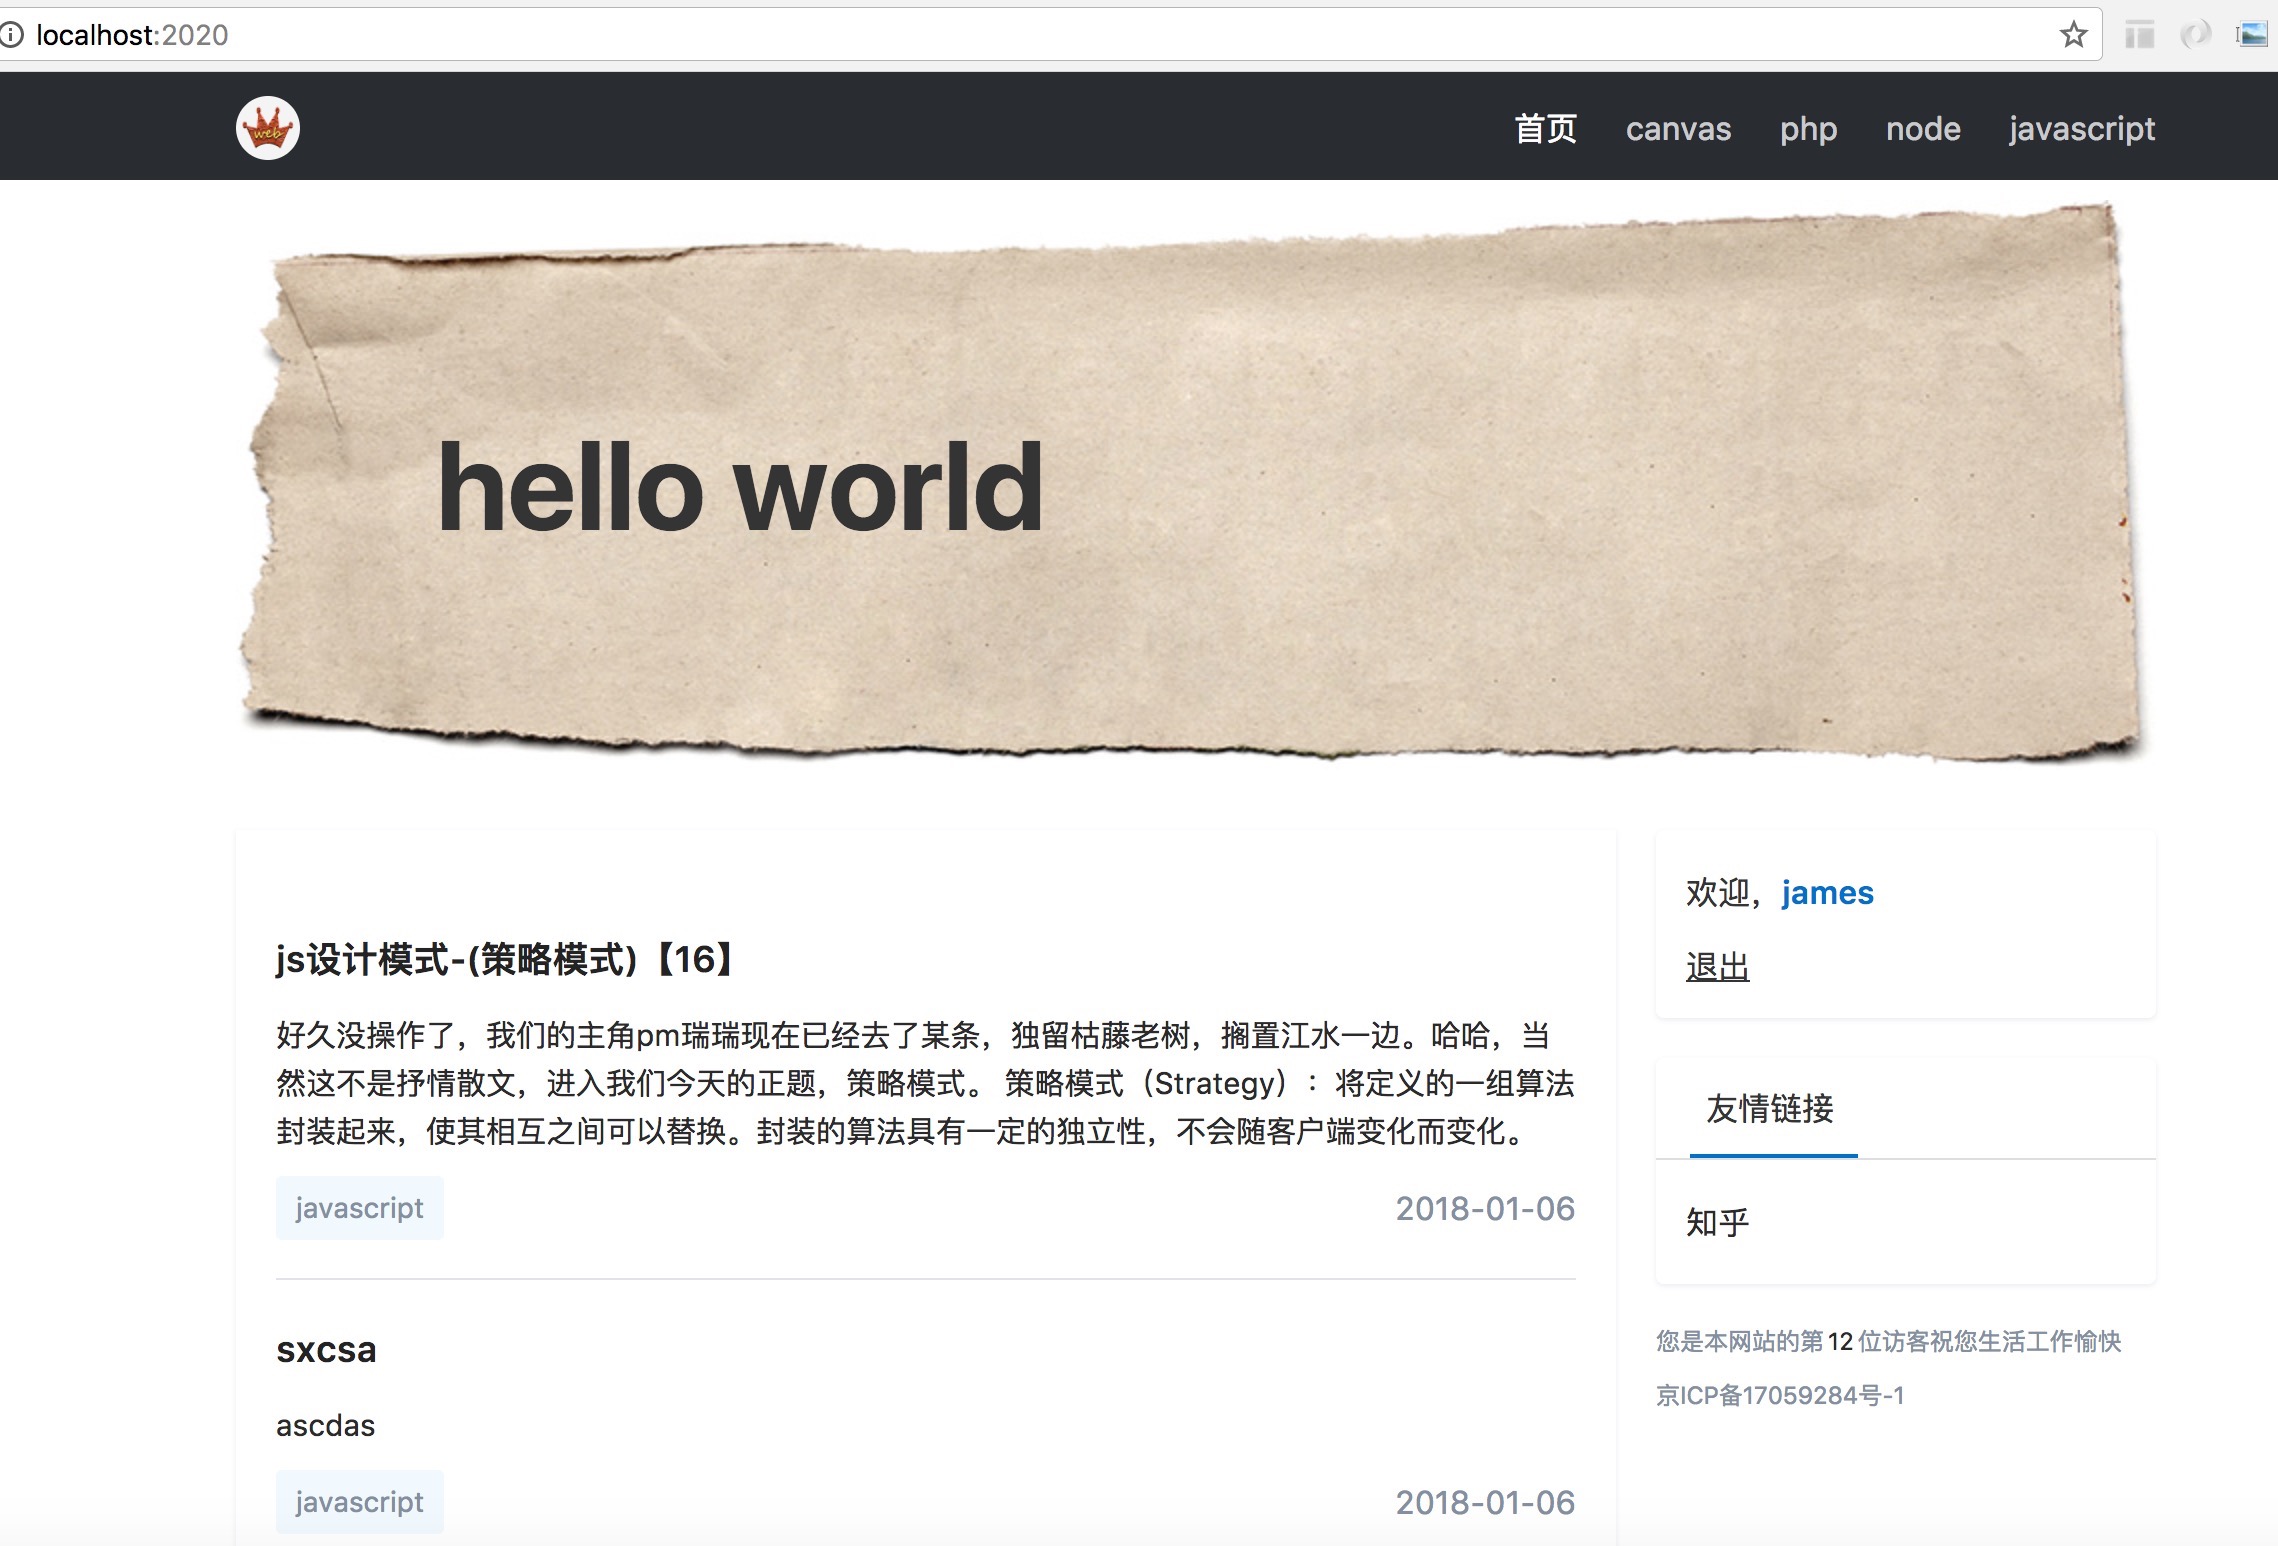 localhost:2020
web
首页 canvas php node javascript
hello world
js设计模式-(策略模式)【16】
好久没操作了，我们的主角pm瑞瑞现在已经去了某条，独留枯藤老树，搁置江水一边。哈哈，当
然这不是抒情散文，进入我们今天的正题，策略模式。 策略模式（Strategy）：将定义的一组算法
封装起来，使其相互之间可以替换。封装的算法具有一定的独立性，不会随客户端变化而变化。
javascript 2018-01-06
sxcsa
ascdas
javascript 2018-01-06
欢迎，james
退出
友情链接
知乎
您是本网站的第 12 位访客祝您生活工作愉快
京ICP备17059284号-1